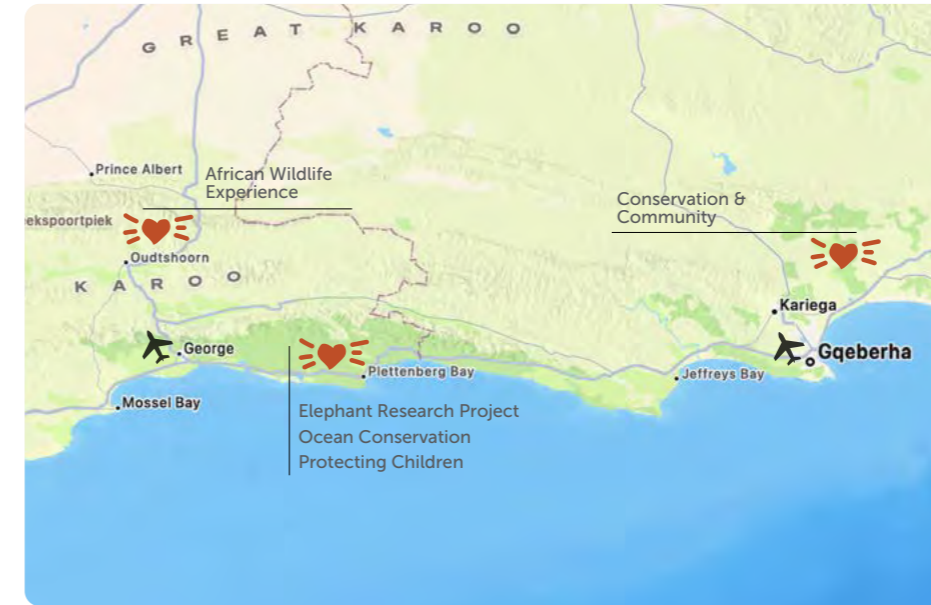 GREAT KAROO
Prince Albert
African Wildlife
Experience
Conservation &
Community
ekspoortpiek
Oudtshoorn
KAROO
Kariega
George
Gqeberha
Plettenberg Bay
Jeffreys Bay
Mossel Bay
Elephant Research Project
Ocean Conservation
Protecting Children